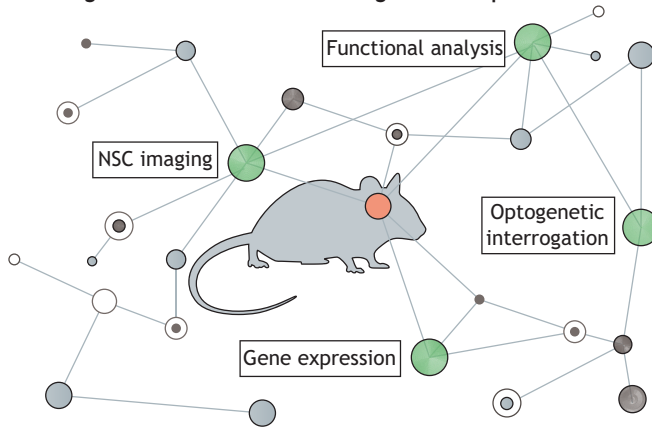 Functional analysis
NSC imaging
Optogenetic
interrogation
Gene expression